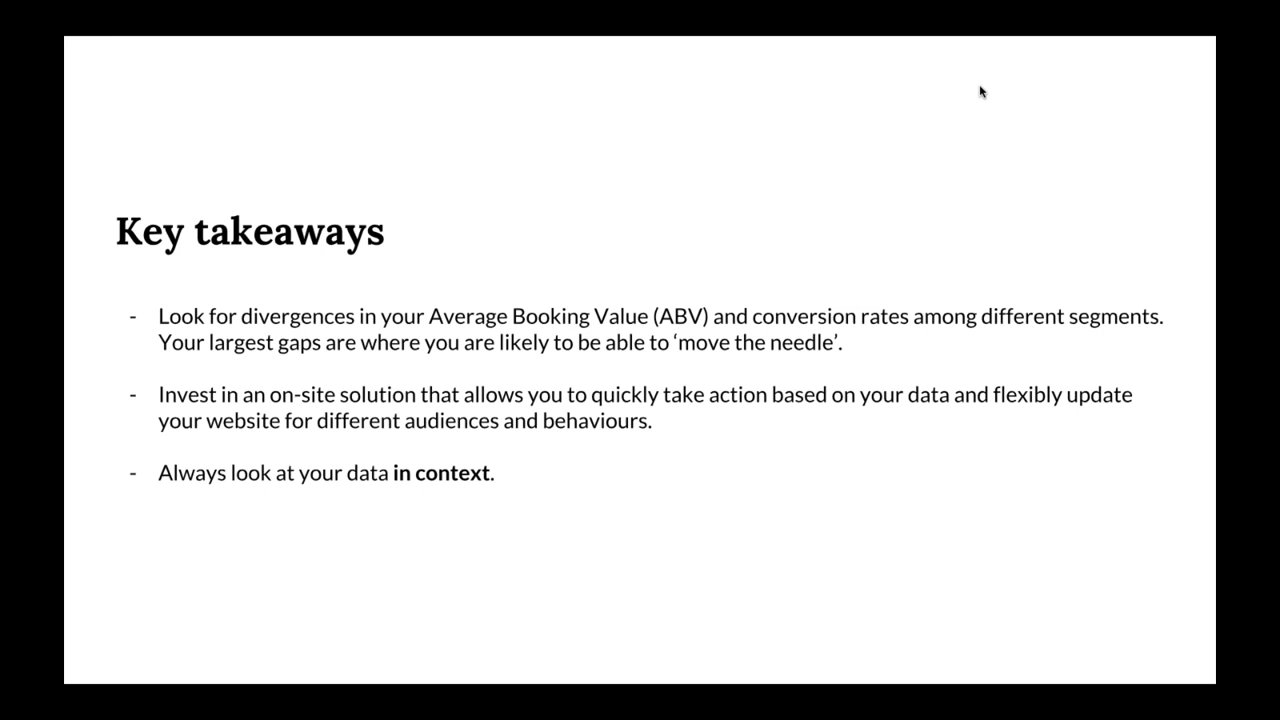 Key takeaways
- Look for divergences in your Average Booking Value (ABV) and conversion rates among different segments.
Your largest gaps are where you are likely to be able to ‘move the needle’.
- Invest in an on-site solution that allows you to quickly take action based on your data and flexibly update
your website for different audiences and behaviours.
- Always look at your data in context.